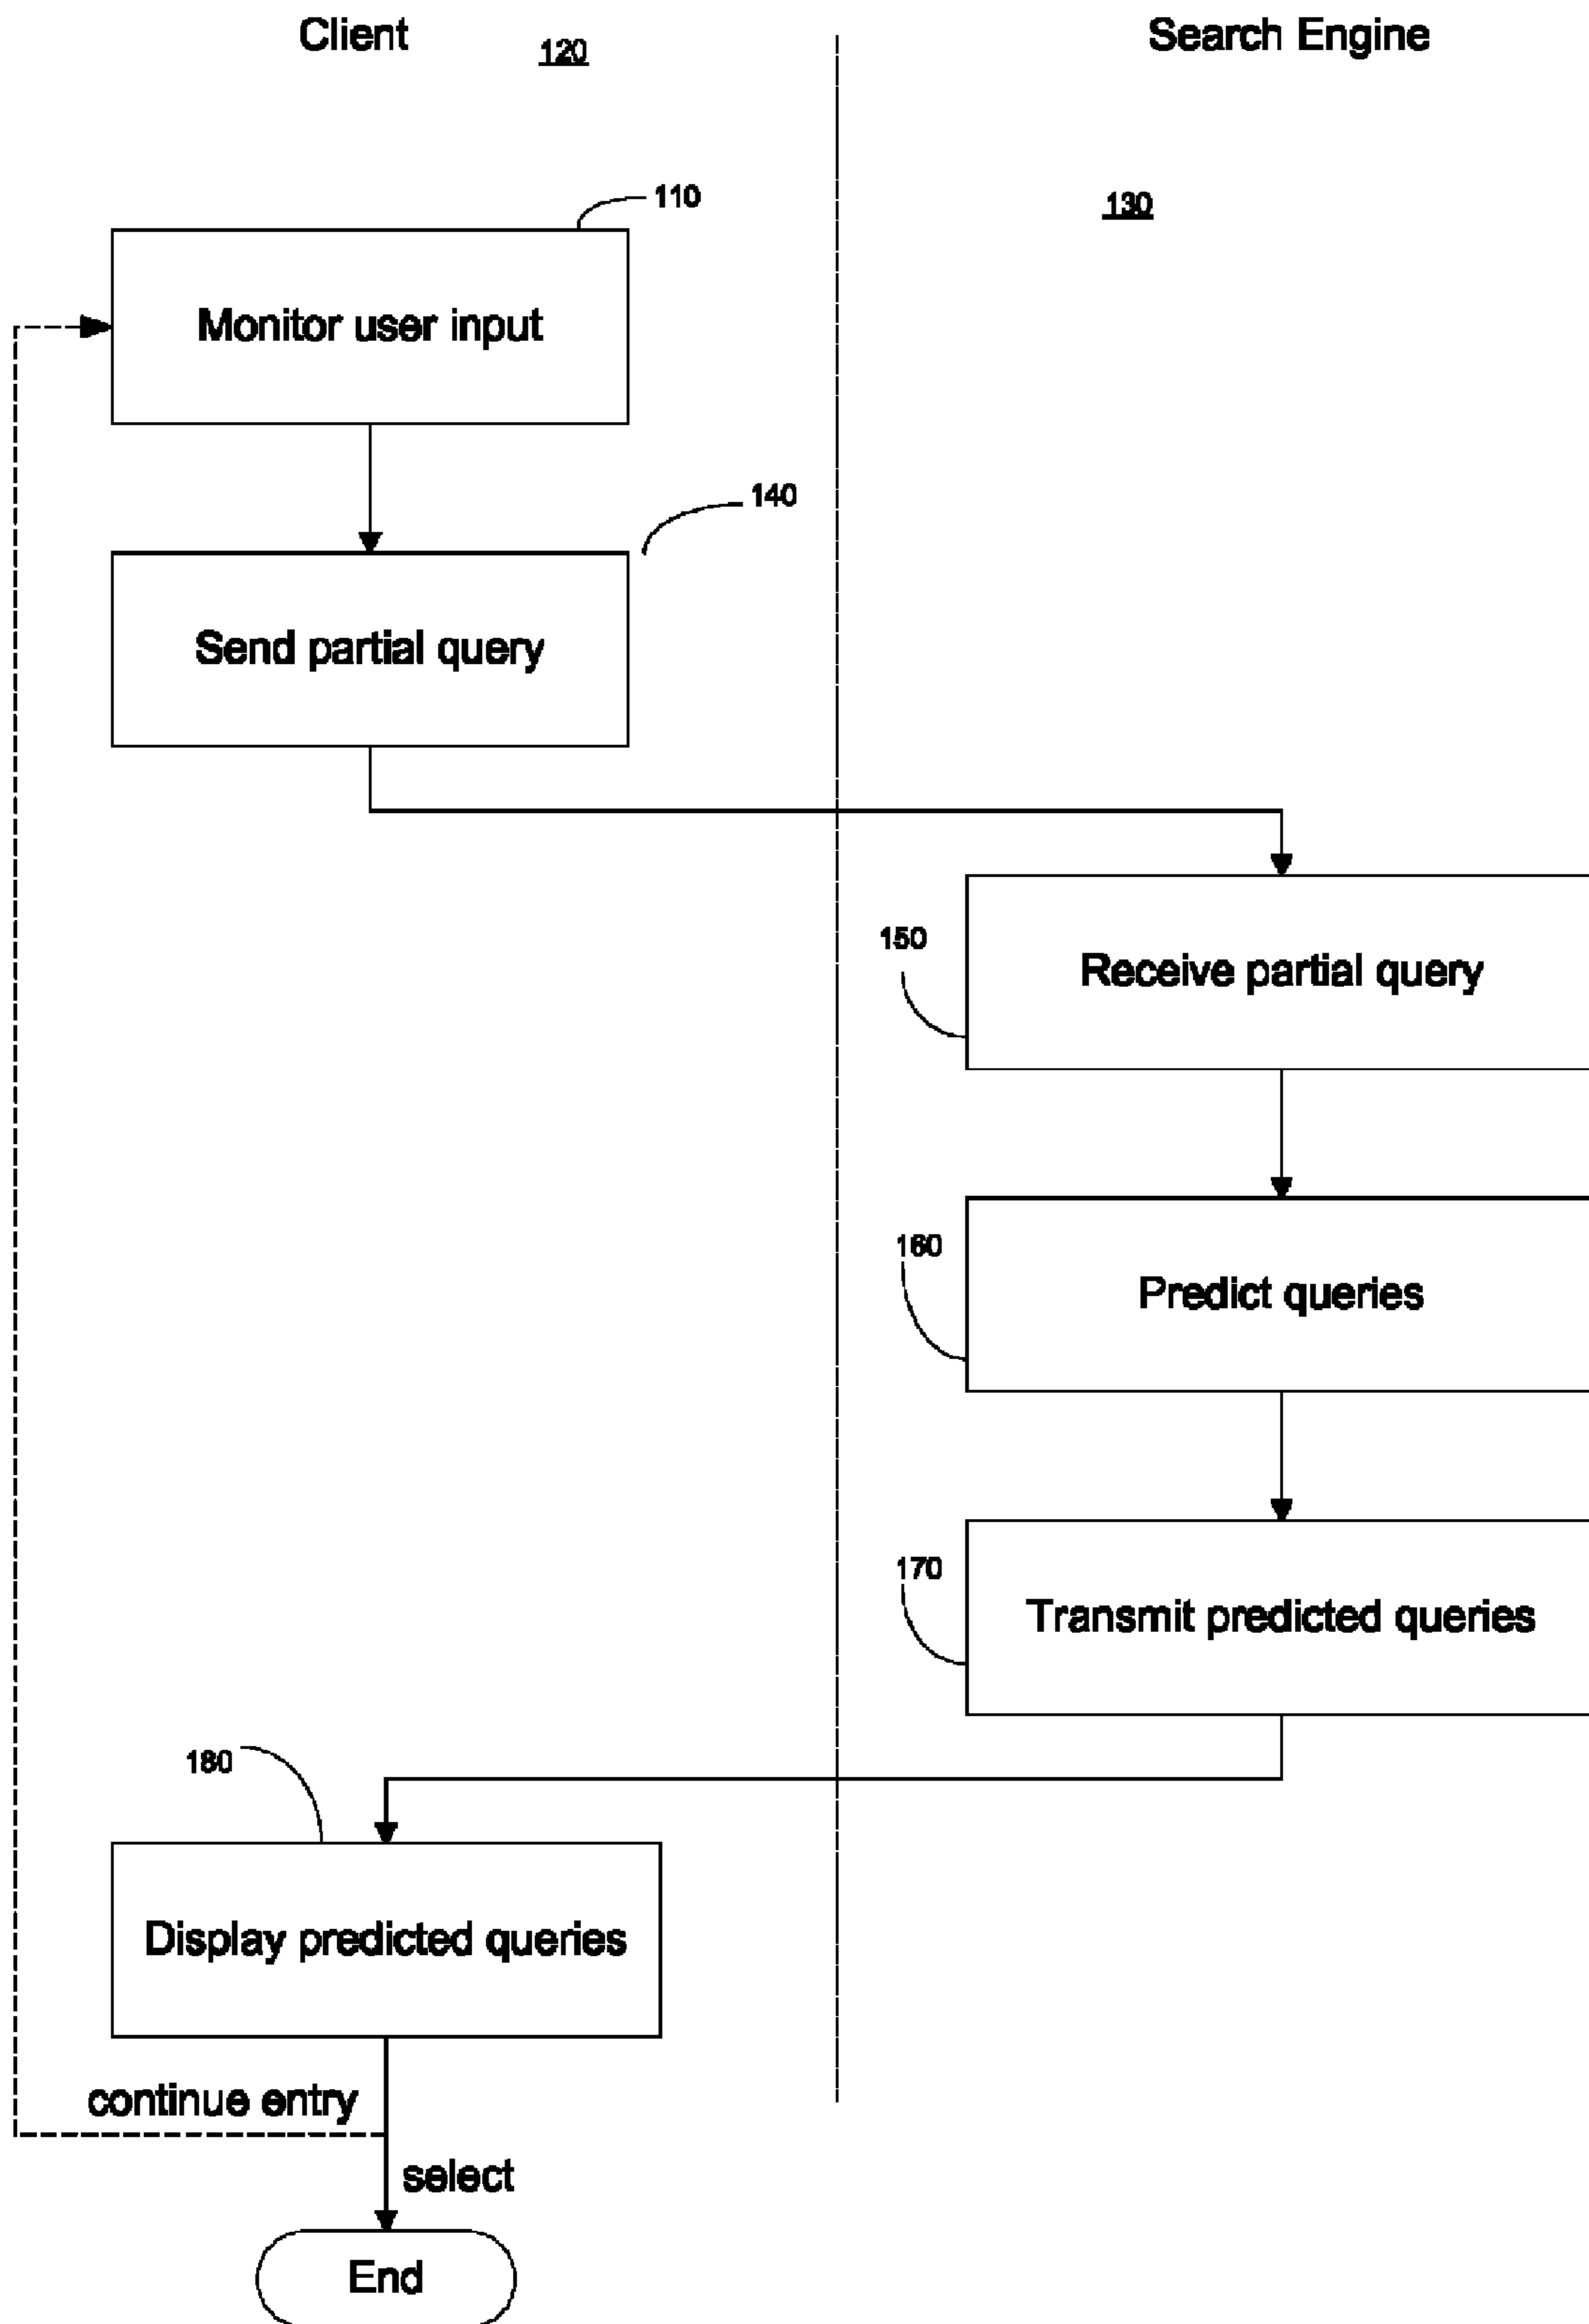 Client
120
Search Engine
130
110
Monitor user input
140
Send partial query
150
Receive partial query
160
Predict queries
170
Transmit predicted queries
180
Display predicted queries
continue entry
select
End